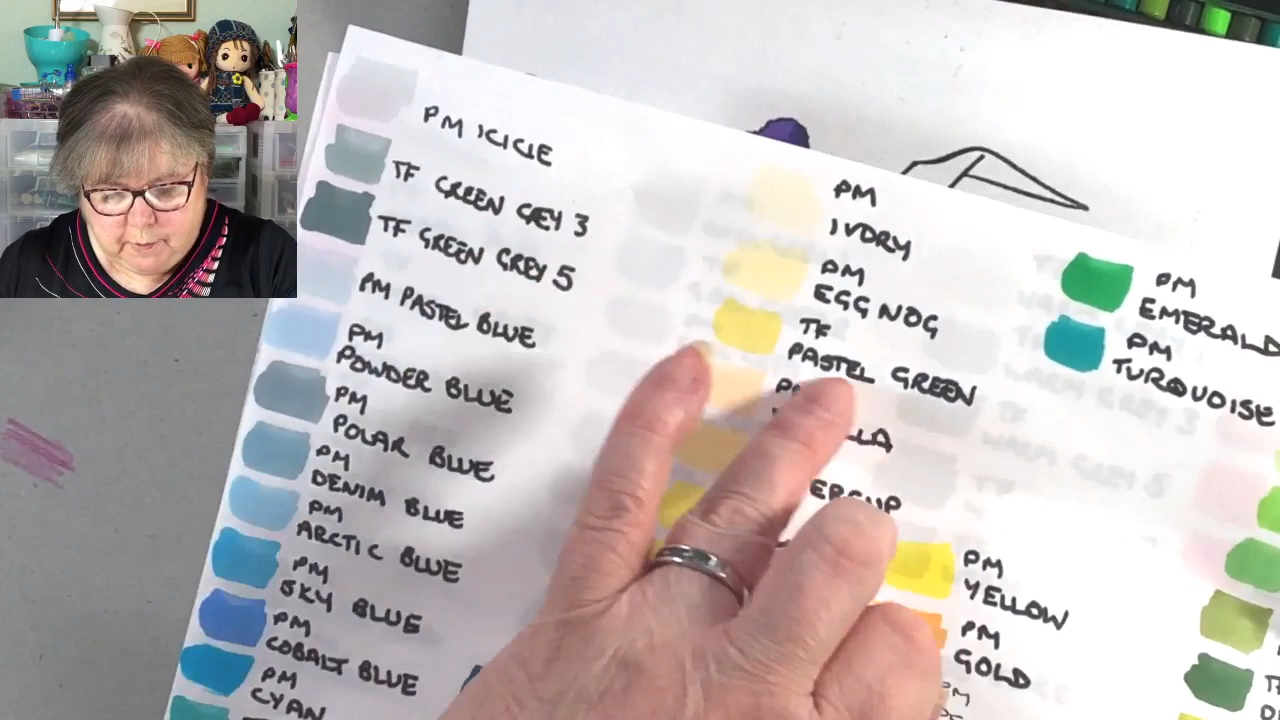 PM ICICLE
TF GREEN GREY 3
TF GREEN GREY 5
PM PASTEL BLUE
PM
POWDER BLUE
PM
POLAR BLUE
PM
DENIM BLUE
PM
ARCTIC BLUE
PM
SKY BLUE
PM
COBALT BLUE
PM
CYAN
PM
IVORY
PM
EGG NOG
TF
PASTEL GREEN
PM
YELLOW
PM
GOLD
PM
PM
EMERALD
PM
TURQUOISE